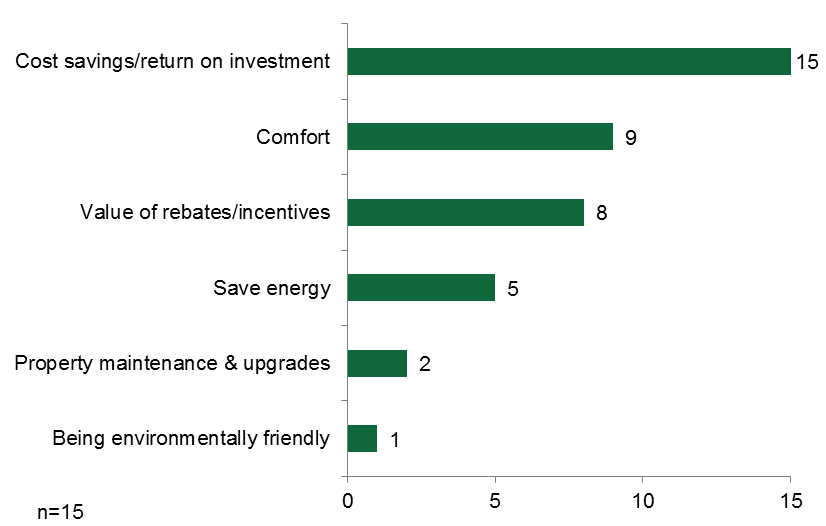 Cost savings/return on investment 15
Comfort 9
Value of rebates/incentives 8
Save energy 5
Property maintenance & upgrades 2
Being environmentally friendly 1
0 5 10 15
n=15